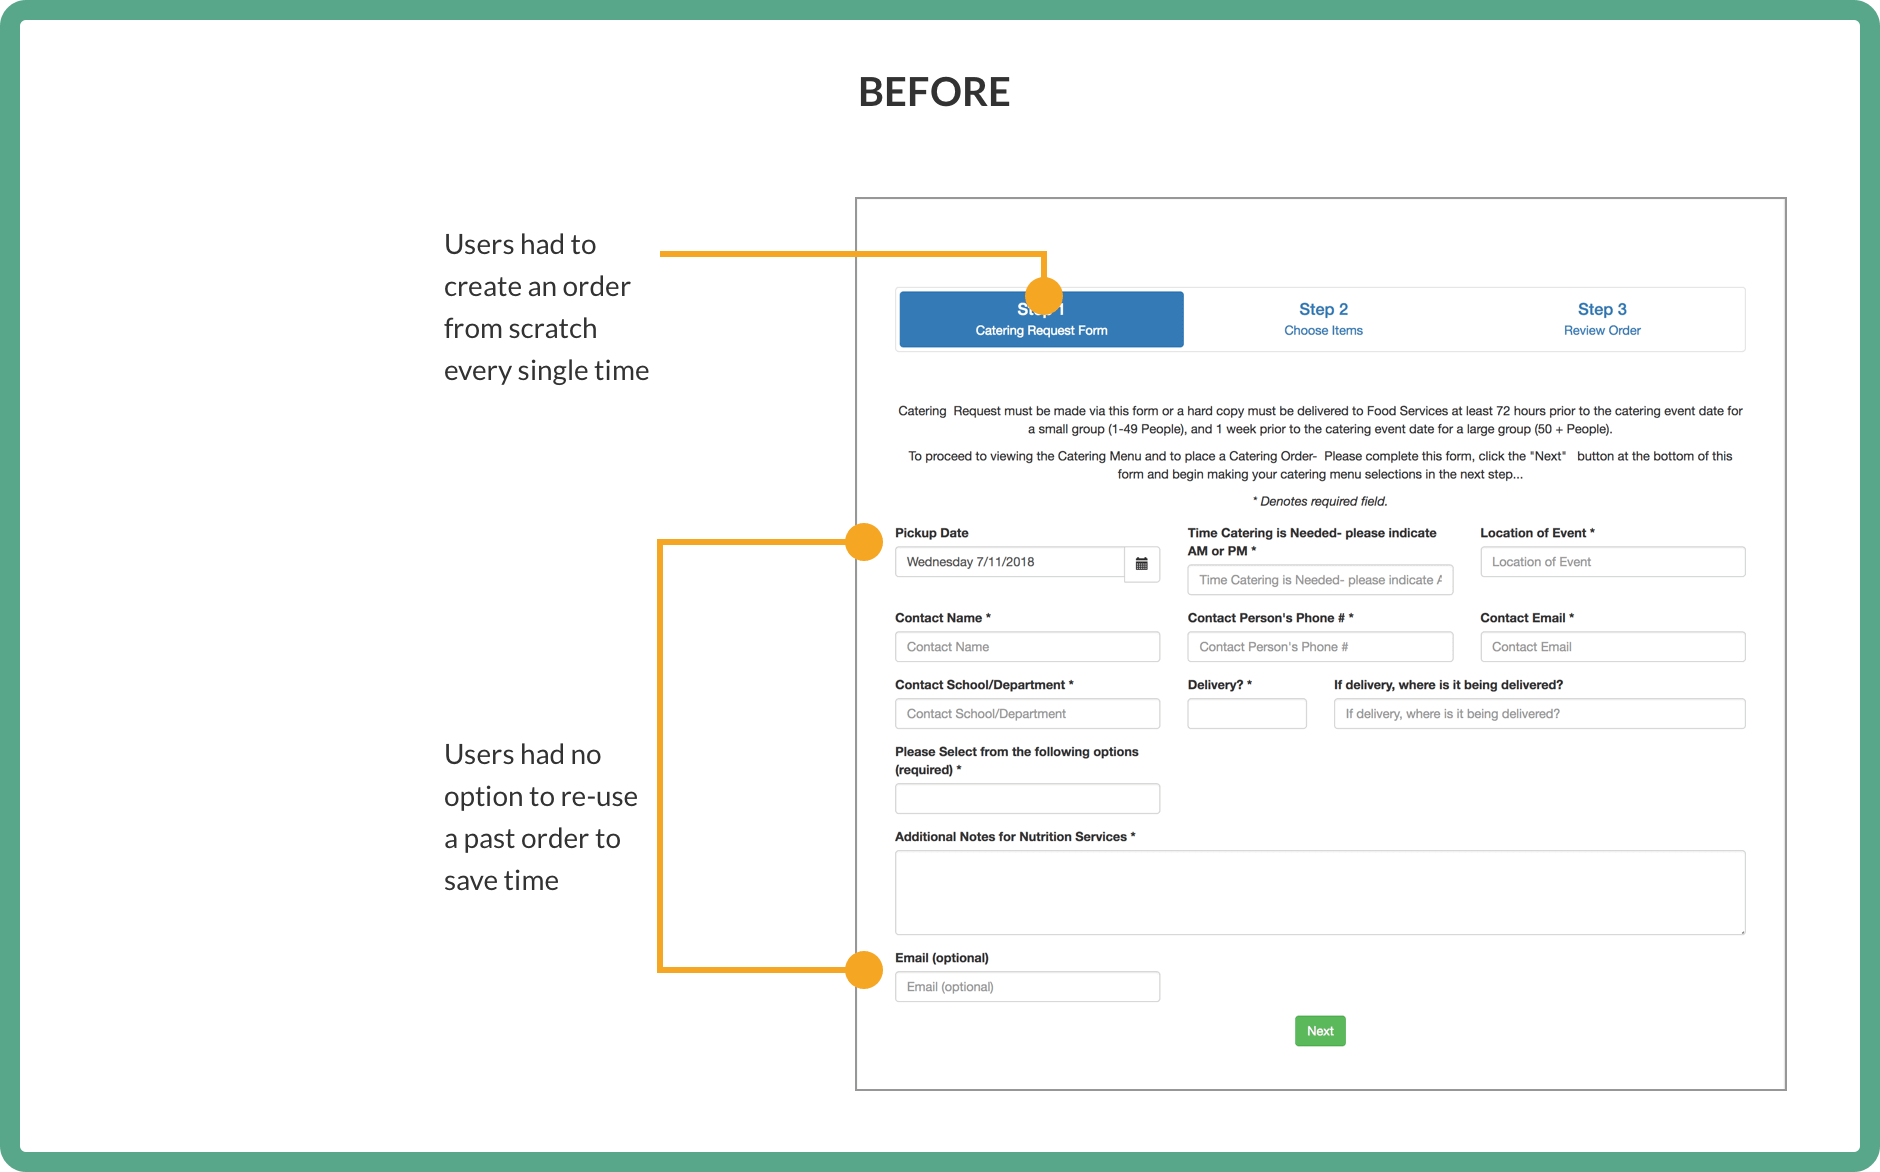 BEFORE
Users had to
create an order
from scratch
every single time
Step 1
Catering Request Form
Step 2
Choose Items
Step 3
Review Order
Catering  Request must be made via this form or a hard copy must be delivered to Food Services at least 72 hours prior to the catering event date for
a small group (1-49 People), and 1 week prior to the catering event date for a large group (50 + People).
To proceed to viewing the Catering Menu and to place a Catering Order-  Please complete this form, click the "Next"   button at the bottom of this
form and begin making your catering menu selections in the next step...
* Denotes required field.
Pickup Date
Wednesday 7/11/2018
Time Catering is Needed- please indicate
AM or PM *
Time Catering is Needed- please indicate A
Location of Event *
Location of Event
Contact Name *
Contact Name
Contact Person's Phone # *
Contact Person's Phone #
Contact Email *
Contact Email
Contact School/Department *
Contact School/Department
Delivery? *
If delivery, where is it being delivered?
If delivery, where is it being delivered?
Please Select from the following options
(required) *
Users had no
option to re-use
a past order to
save time
Additional Notes for Nutrition Services *
Email (optional)
Email (optional)
Next